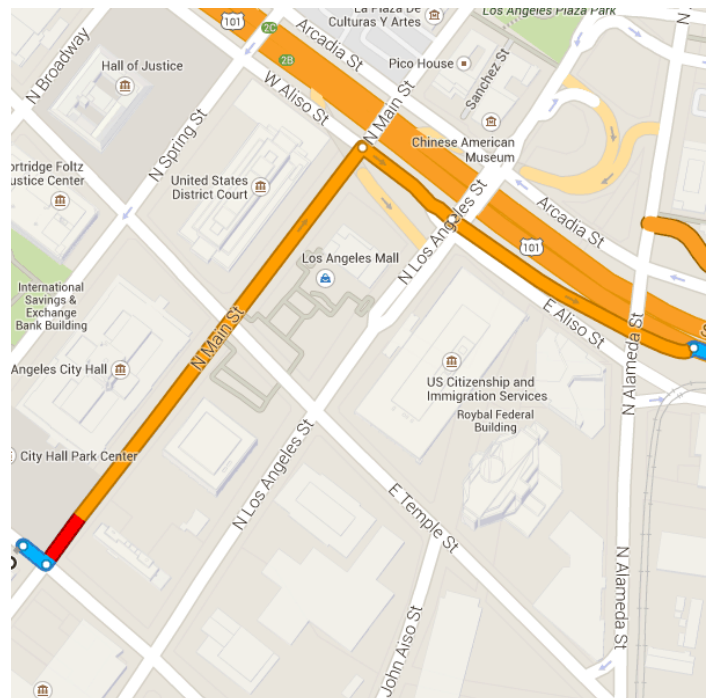 La Plaza De
Culturas Y Artes
Los Angeles Plaza Park
101
2C
2B
Arcadia St
N Broadway
Hall of Justice
Pico House
Sanchez St
W Aliso St
N Main St
N Spring St
Chinese American
Museum
ortridge Foltz
ustice Center
United States
District Court
Arcadia St
N Los Angeles St
101
Los Angeles Mall
International
Savings &
Exchange
Bank Building
E Aliso St
N Main St
N Alameda St
Angeles City Hall
US Citizenship and
Immigration Services
Roybal Federal
Building
City Hall Park Center
N Los Angeles St
E Temple St
N Alameda St
John Aiso St